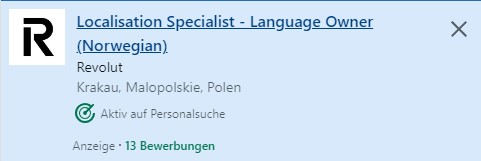 Localisation Specialist - Language Owner
(Norwegian)
Revolut
Krakau, Malopolskie, Polen
Aktiv auf Personalsuche
Anzeige • 13 Bewerbungen